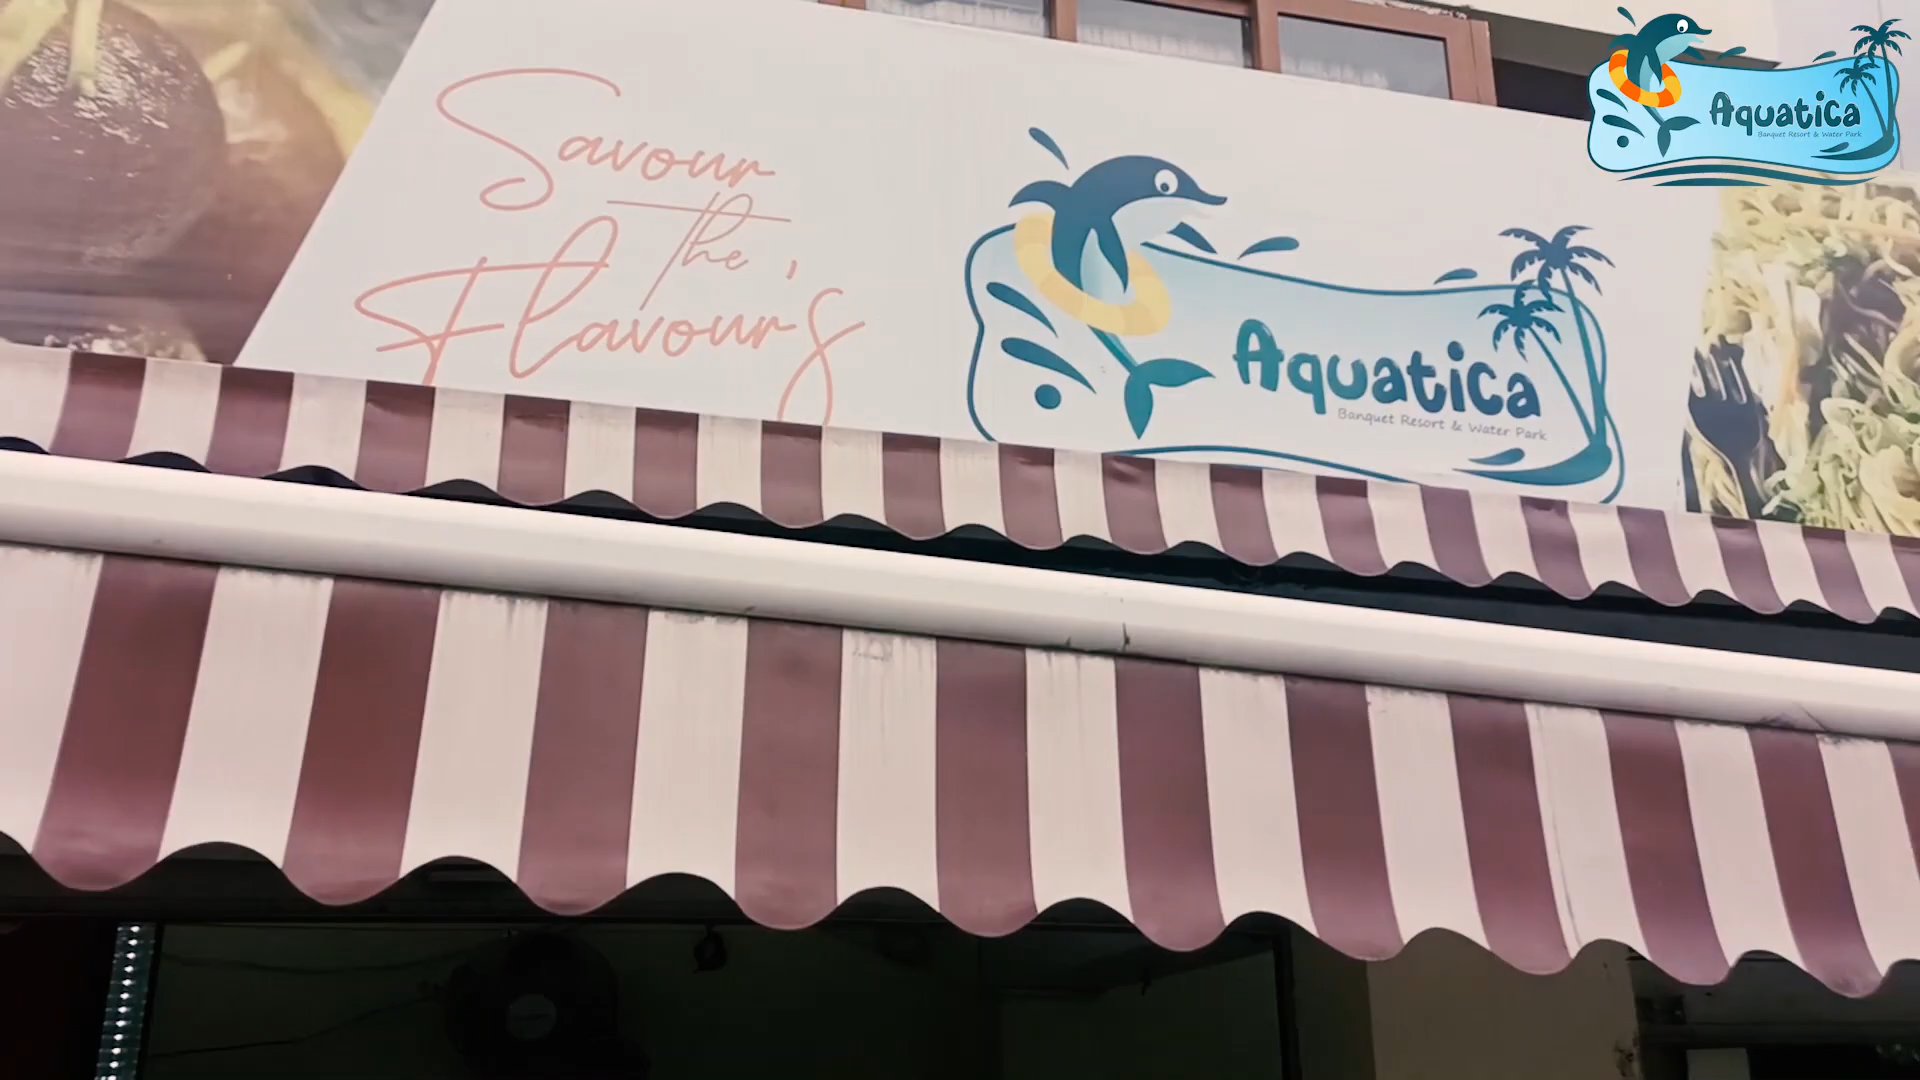 Savour
the
Flavour's
Aquatica
Banquet Resort & Water Park
Aquatica
Banquet Resort & Water Park